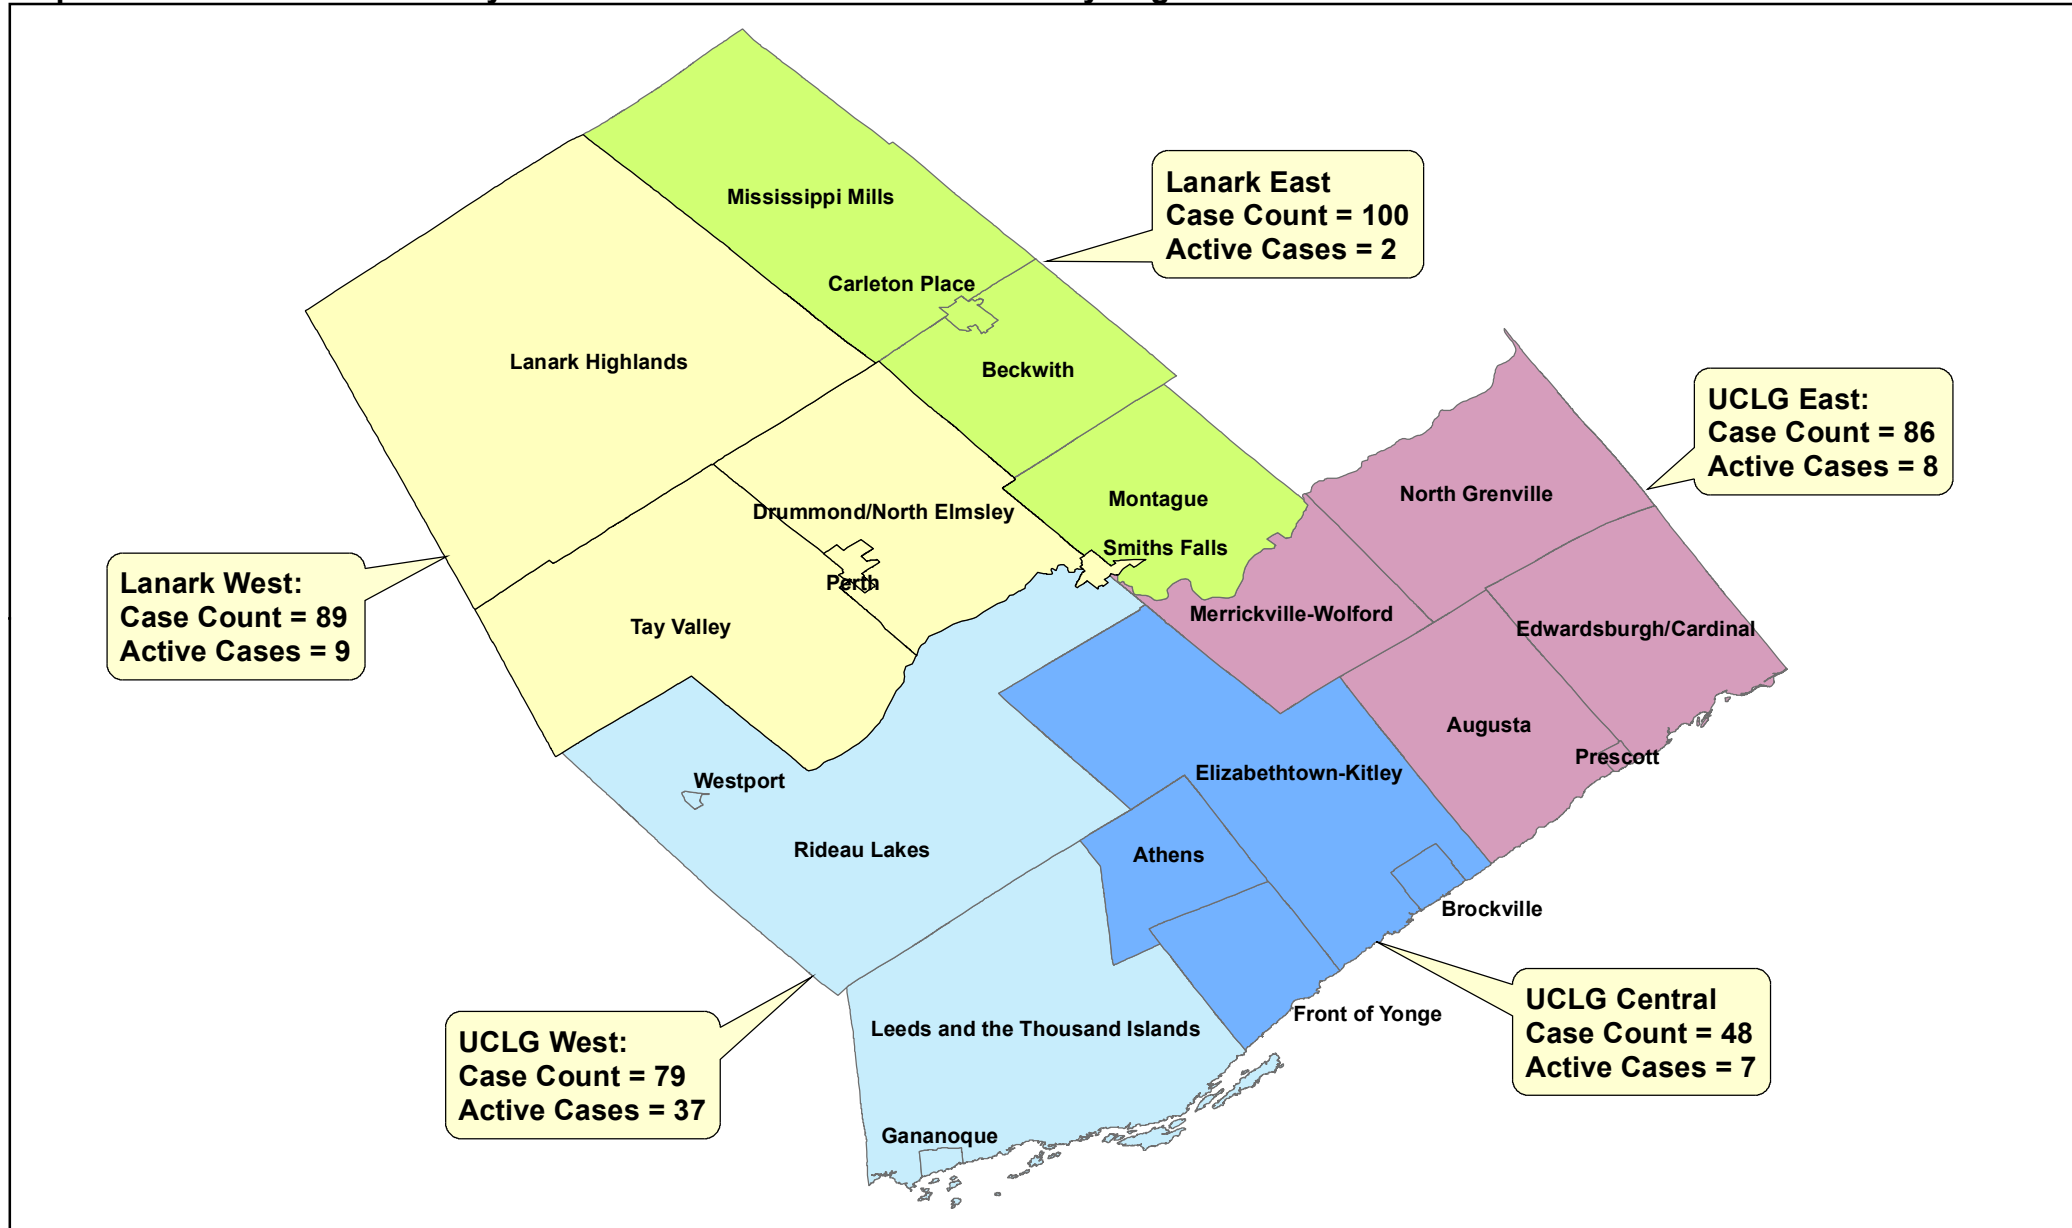 Mississippi Mills
Lanark East
Case Count = 100
Active Cases = 2
Carleton Place
Lanark Highlands
Beckwith
UCLG East:
Case Count = 86
Active Cases = 8
North Grenville
Montague
Drummond/North Elmsley
Smiths Falls
Perth
Lanark West:
Case Count = 89
Active Cases = 9
Tay Valley
Merrickville-Wolford
Edwardsburgh/Cardinal
Augusta
Prescott
Westport
Elizabethtown-Kitley
Rideau Lakes
Athens
Brockville
UCLG Central
Case Count = 48
Active Cases = 7
Front of Yonge
Leeds and the Thousand Islands
UCLG West:
Case Count = 79
Active Cases = 37
Gananoque